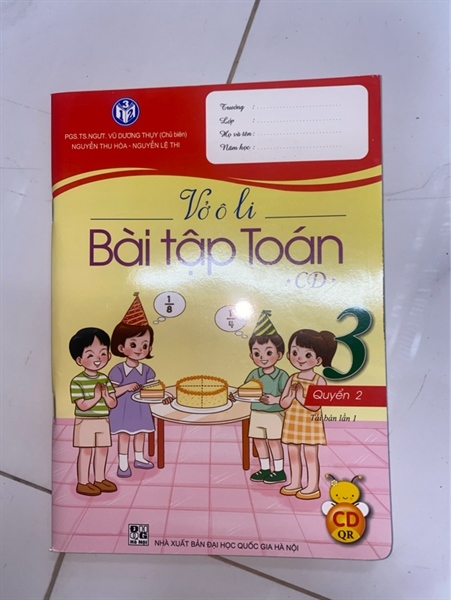 PGS.TS.NGƯT. VŨ DƯƠNG THỤY (Chủ biên)
NGUYỄN THU HÒA - NGUYỄN LỆ THI
Trường :
Lớp :
Họ và tên :
Năm học :
Vở ô li
Bài tập Toán
CD
3
1/8
1/4
Quyển 2
Tái bản lần 1
CD
QR
NHÀ XUẤT BẢN ĐẠI HỌC QUỐC GIA HÀ NỘI